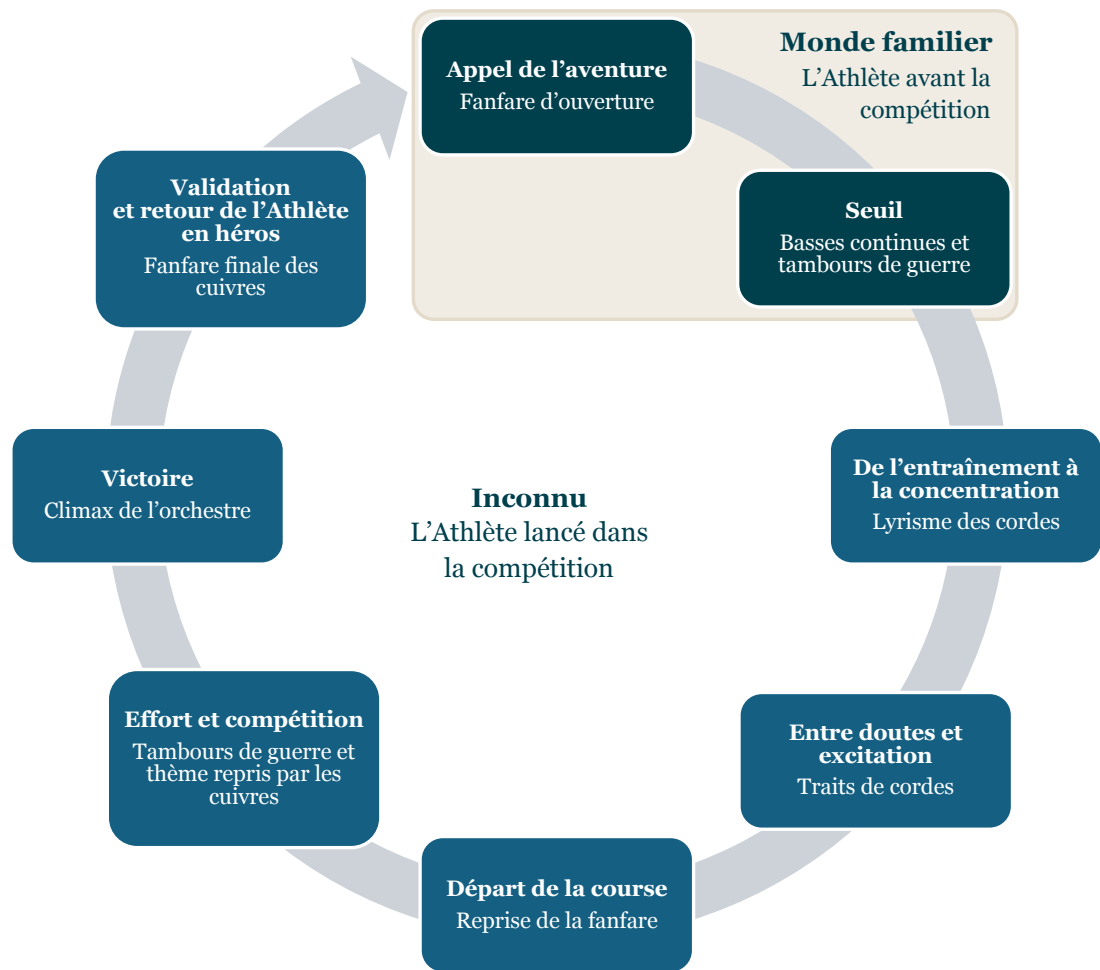 Appel de l’aventure
Fanfare d’ouverture
Monde familier
L’Athlète avant la
compétition
Seuil
Basses continues et
tambours de guerre
De l’entraînement à
la concentration
Lyrisme des cordes
Entre doutes et
excitation
Traits de cordes
Départ de la course
Reprise de la fanfare
Effort et compétition
Tambours de guerre et
thème repris par les
cuivres
Victoire
Climax de l’orchestre
Validation
et retour de l’Athlète
en héros
Fanfare finale des
cuivres
Inconnu
L’Athlète lancé dans
la compétition